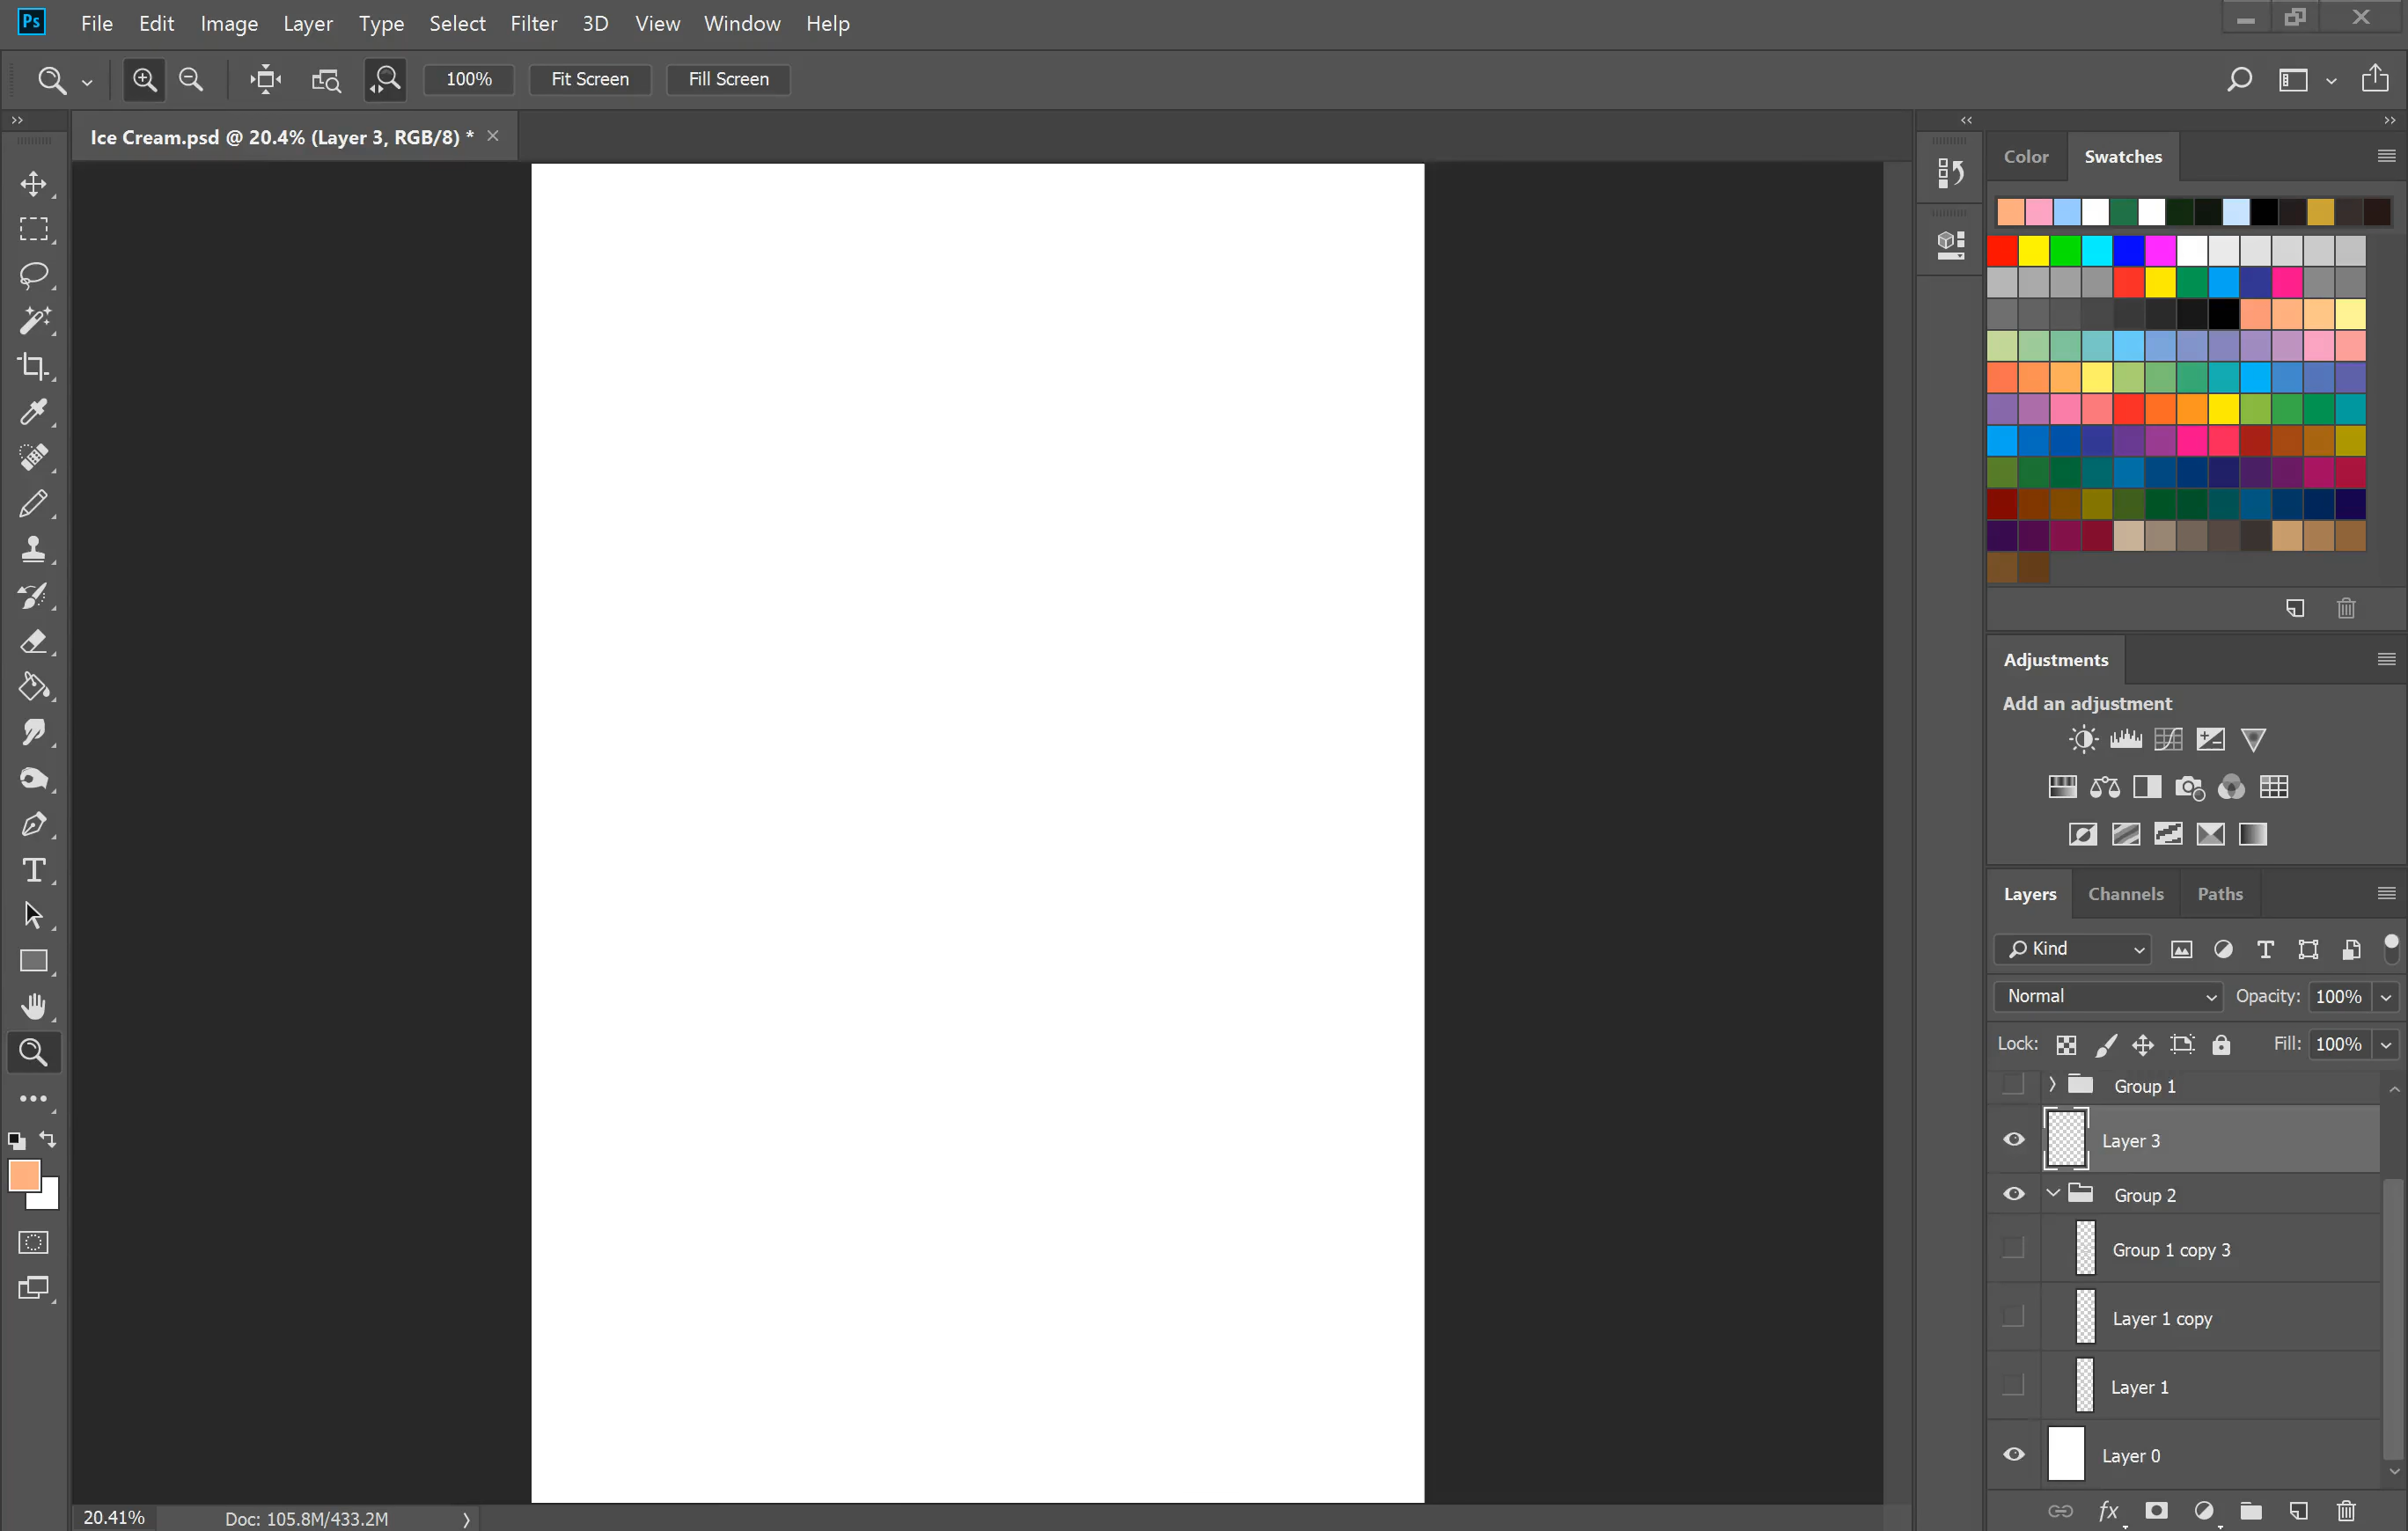 Ps File Edit Image Layer Type Select Filter 3D View Window Help
100% Fit Screen Fill Screen
Ice Cream.psd @ 20.4% (Layer 3, RGB/8) * ×
Color Swatches
Adjustments
Add an adjustment
Layers Channels Paths
Kind
Normal Opacity: 100%
Lock: Fill: 100%
Group 1
Layer 3
Group 2
Group 1 copy 3
Layer 1 copy
Layer 1
Layer 0
fx
20.41% Doc: 105.8M/433.2M